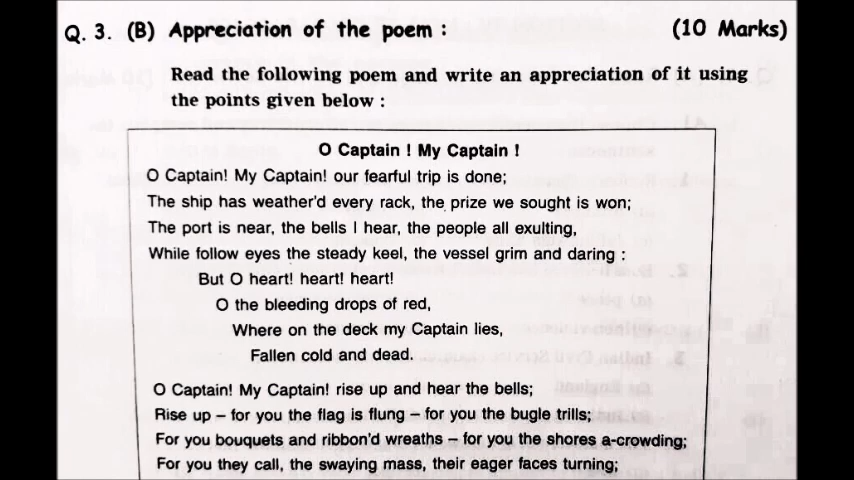 Q. 3. (B) Appreciation of the poem : (10 Marks)
Read the following poem and write an appreciation of it using
the points given below :
O Captain ! My Captain !
O Captain! My Captain! our fearful trip is done;
The ship has weather'd every rack, the prize we sought is won;
The port is near, the bells I hear, the people all exulting,
While follow eyes the steady keel, the vessel grim and daring :
But O heart! heart! heart!
O the bleeding drops of red,
Where on the deck my Captain lies,
Fallen cold and dead.
O Captain! My Captain! rise up and hear the bells;
Rise up – for you the flag is flung – for you the bugle trills;
For you bouquets and ribbon'd wreaths – for you the shores a-crowding;
For you they call, the swaying mass, their eager faces turning;